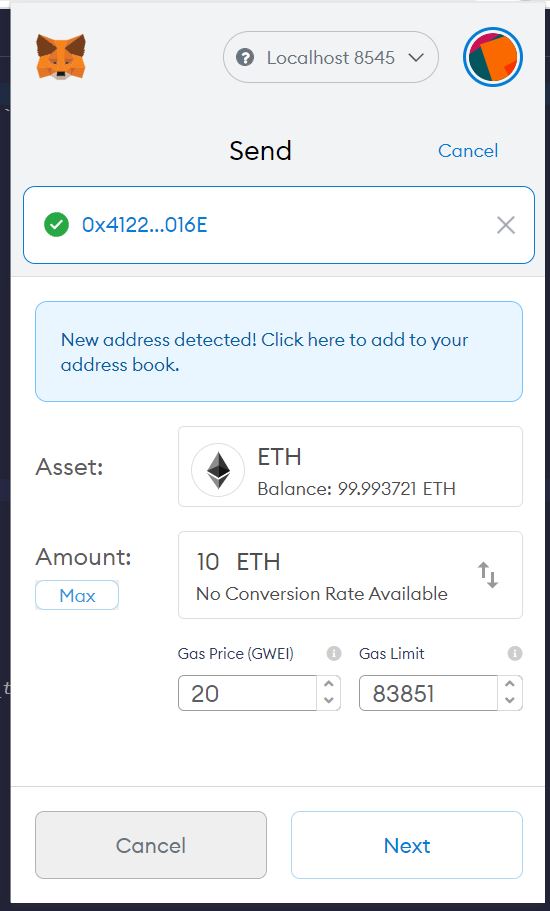 Localhost 8545
Send
Cancel
0x4122...016E
New address detected! Click here to add to your
address book.
Asset:
ETH
Balance: 99.993721 ETH
Amount:
Max
10 ETH
No Conversion Rate Available
Gas Price (GWEI)
Gas Limit
20
83851
Cancel
Next